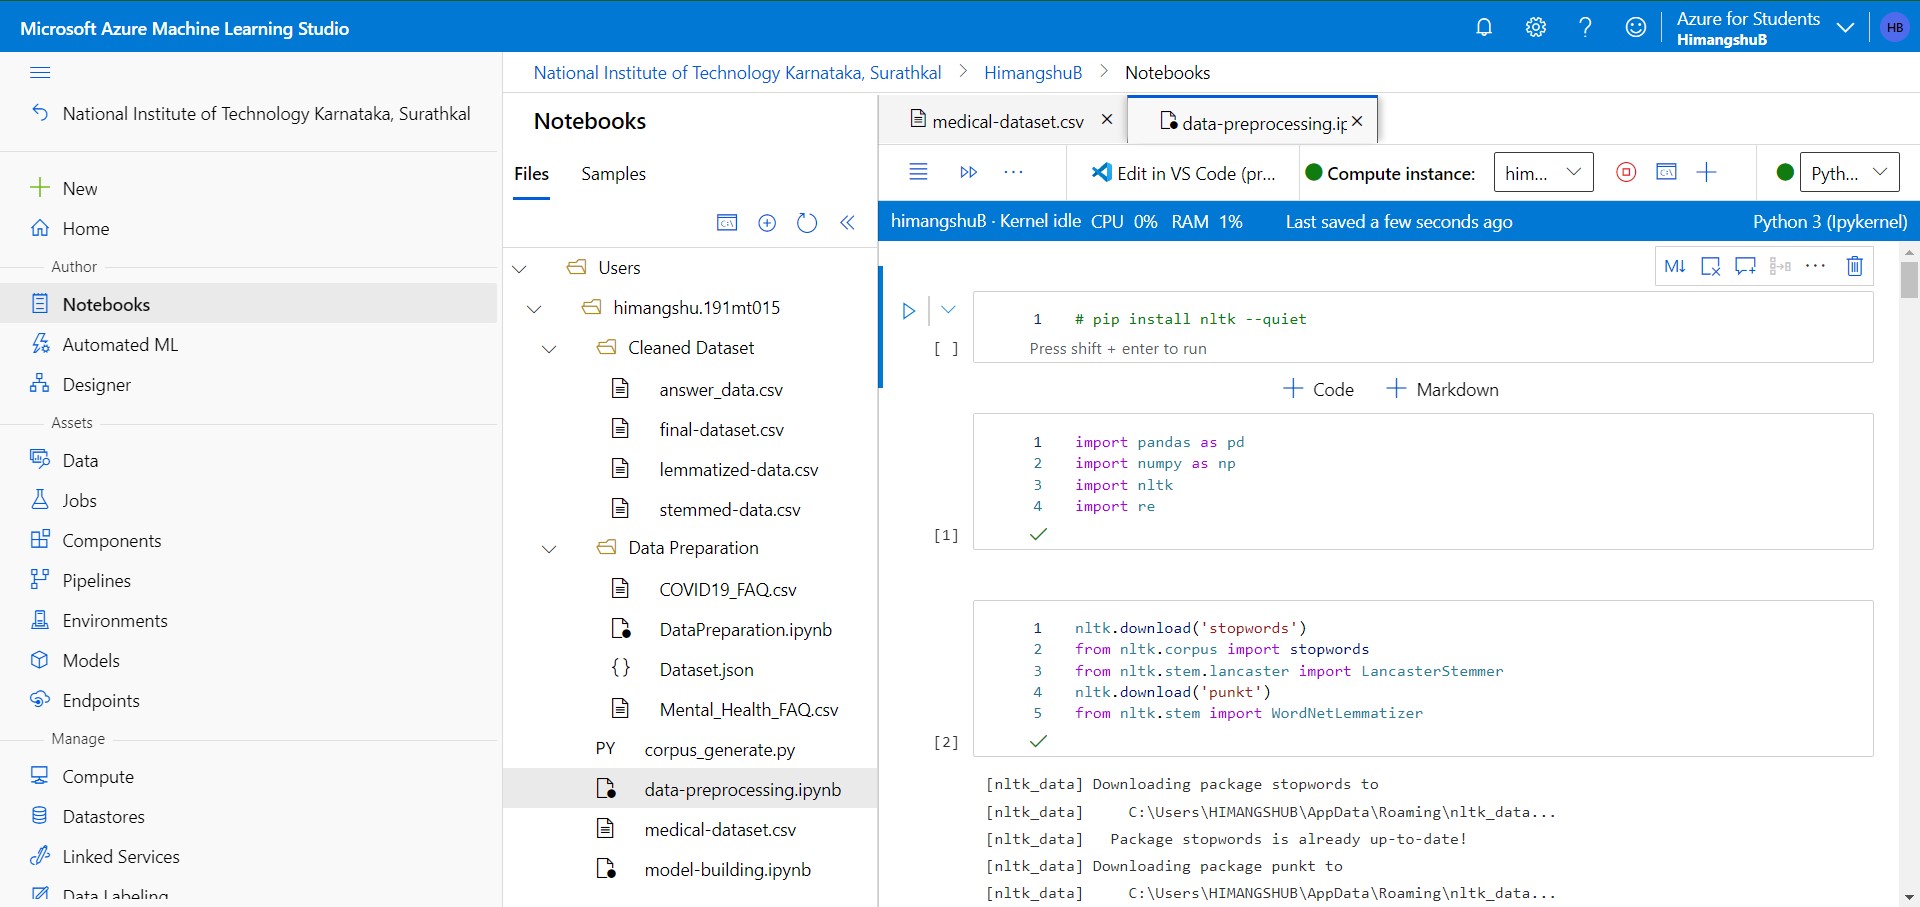 Microsoft Azure Machine Learning Studio
Azure for Students
HimangshuB
HB
National Institute of Technology Karnataka, Surathkal
New
Home
Author
Notebooks
Automated ML
Designer
Assets
Data
Jobs
Components
Pipelines
Environments
Models
Endpoints
Manage
Compute
Datastores
Linked Services
Data Labeling
National Institute of Technology Karnataka, Surathkal > HimangshuB > Notebooks
Notebooks
Files Samples
Users
himangshu.191mt015
Cleaned Dataset
answer_data.csv
final-dataset.csv
lemmatized-data.csv
stemmed-data.csv
Data Preparation
COVID19_FAQ.csv
DataPreparation.ipynb
{} Dataset.json
Mental_Health_FAQ.csv
PY corpus_generate.py
data-preprocessing.ipynb
medical-dataset.csv
model-building.ipynb
medical-dataset.csv × data-preprocessing.ip ×
··· Edit in VS Code (pr... Compute instance: him... Pyth...
himangshuB · Kernel idle CPU 0% RAM 1% Last saved a few seconds ago Python 3 (Ipykernel)
M↓ ···
1 # pip install nltk --quiet
[ ] Press shift + enter to run
+ Code + Markdown
1 import pandas as pd
2 import numpy as np
3 import nltk
4 import re
[1]
1 nltk.download('stopwords')
2 from nltk.corpus import stopwords
3 from nltk.stem.lancaster import LancasterStemmer
4 nltk.download('punkt')
5 from nltk.stem import WordNetLemmatizer
[2]
[nltk_data] Downloading package stopwords to
[nltk_data]     C:\Users\HIMANGSHUB\AppData\Roaming\nltk_data...
[nltk_data]   Package stopwords is already up-to-date!
[nltk_data] Downloading package punkt to
[nltk_data]     C:\Users\HIMANGSHUB\AppData\Roaming\nltk_data...